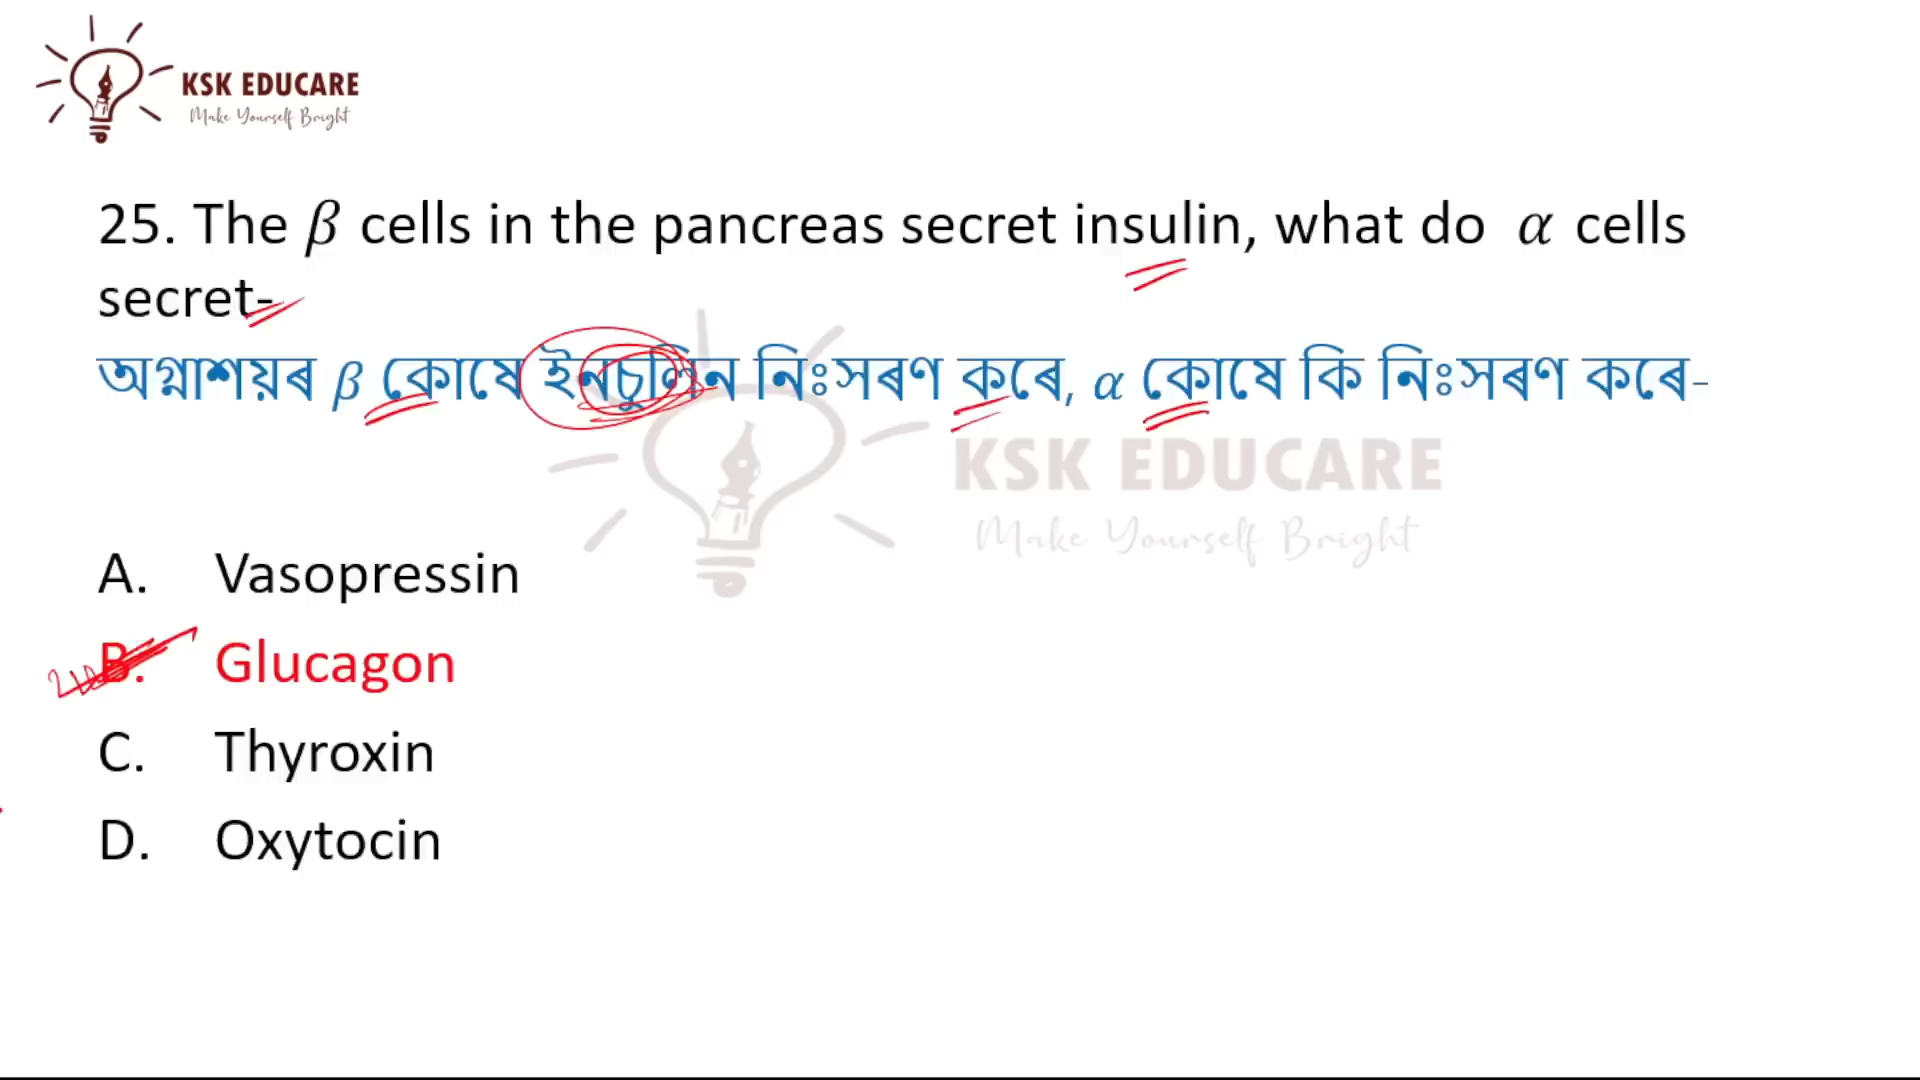 KSK EDUCARE
Make Yourself Bright
25. The β cells in the pancreas secret insulin, what do α cells
secret-
অগ্নাশয়ৰ β কোষে ইনচুলিন নিঃসৰণ কৰে, α কোষে কি নিঃসৰণ কৰে-
KSK EDUCARE
Make Yourself Bright
A. Vasopressin
B. Glucagon
C. Thyroxin
D. Oxytocin